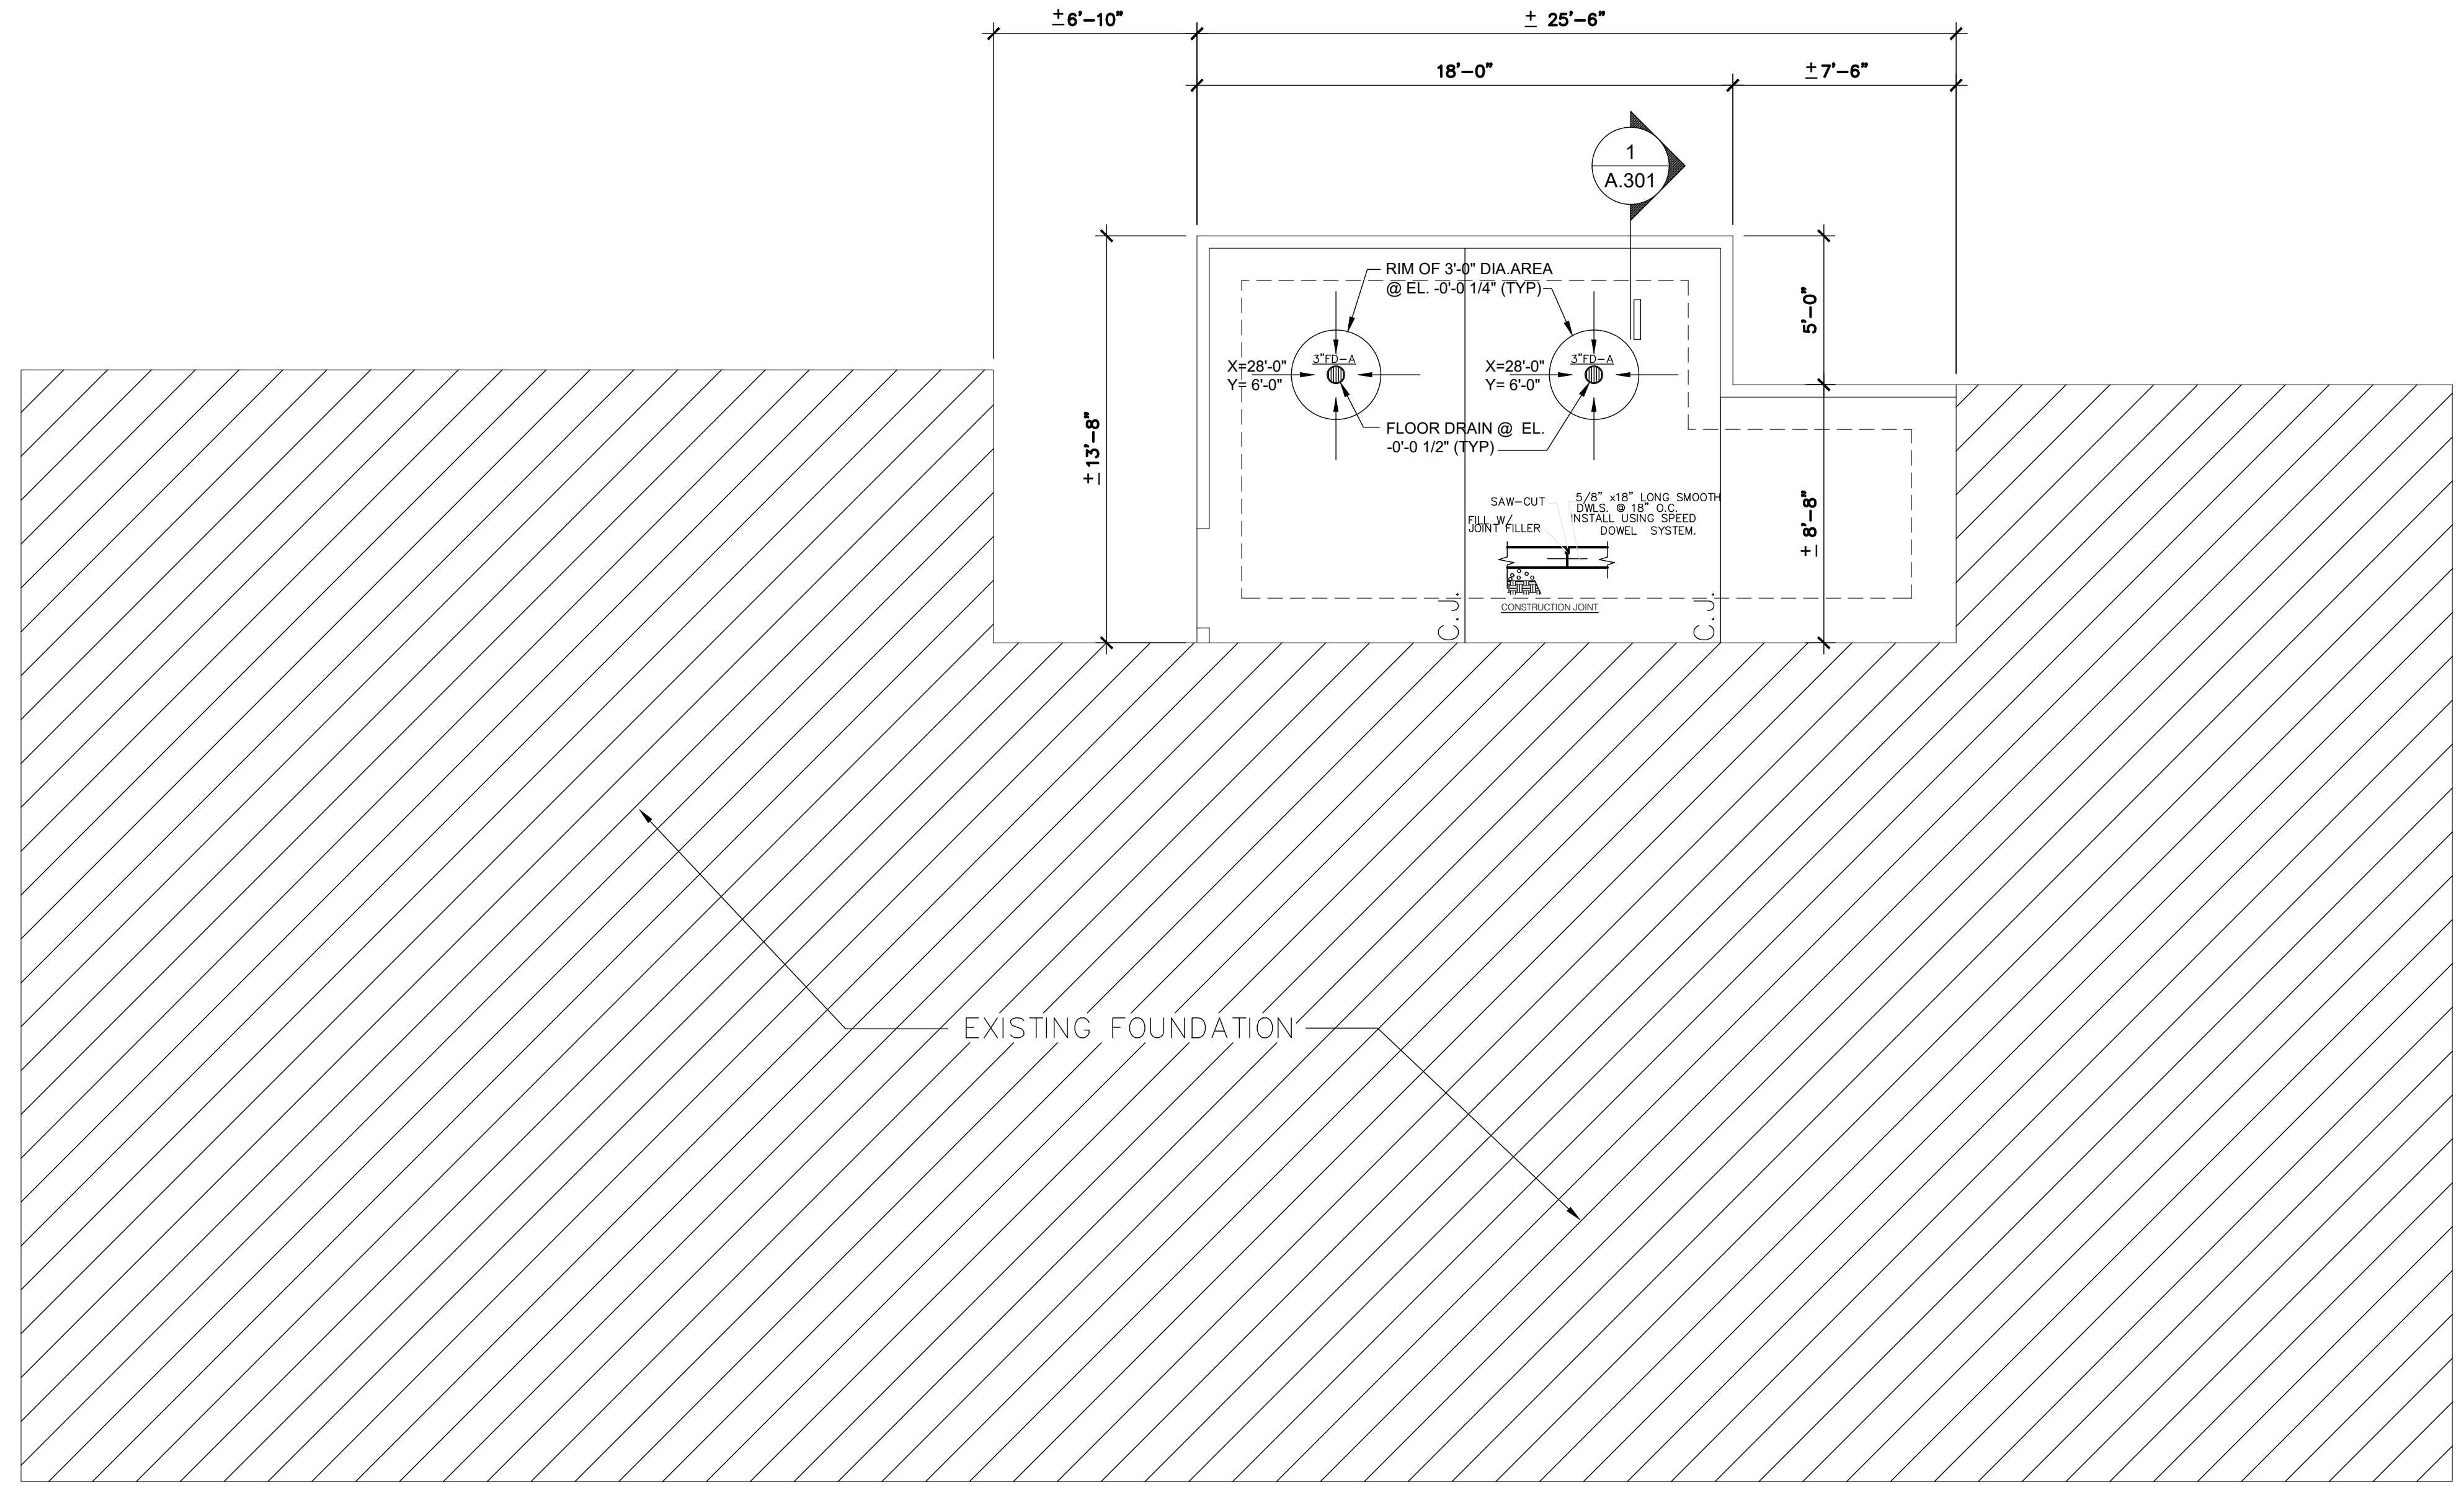 ±6'-10"
± 25'-6"
18'-0"
±7'-6"
1
A.301
RIM OF 3'-0" DIA.AREA
@ EL. -0'-0 1/4" (TYP)
5'-0"
3"FD-A
3"FD-A
X=28'-0"
Y= 6'-0"
X=28'-0"
Y= 6'-0"
FLOOR DRAIN @ EL.
-0'-0 1/2" (TYP)
±13'-8"
±8'-8"
SAW-CUT
FILL W/
JOINT FILLER
5/8" x18" LONG SMOOTH
DWLS. @ 18" O.C.
INSTALL USING SPEED
DOWEL SYSTEM.
CONSTRUCTION JOINT
C.J.
C.J.
EXISTING FOUNDATION